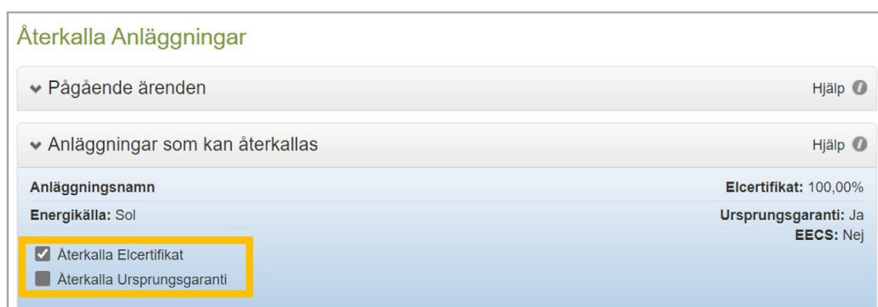 Återkalla Anläggningar
Pågående ärenden Hjälp
Anläggningar som kan återkallas Hjälp
Anläggningsnamn Elcertifikat: 100,00%
Energikälla: Sol Ursprungsgaranti: Ja
EECS: Nej
Återkalla Elcertifikat
Återkalla Ursprungsgaranti